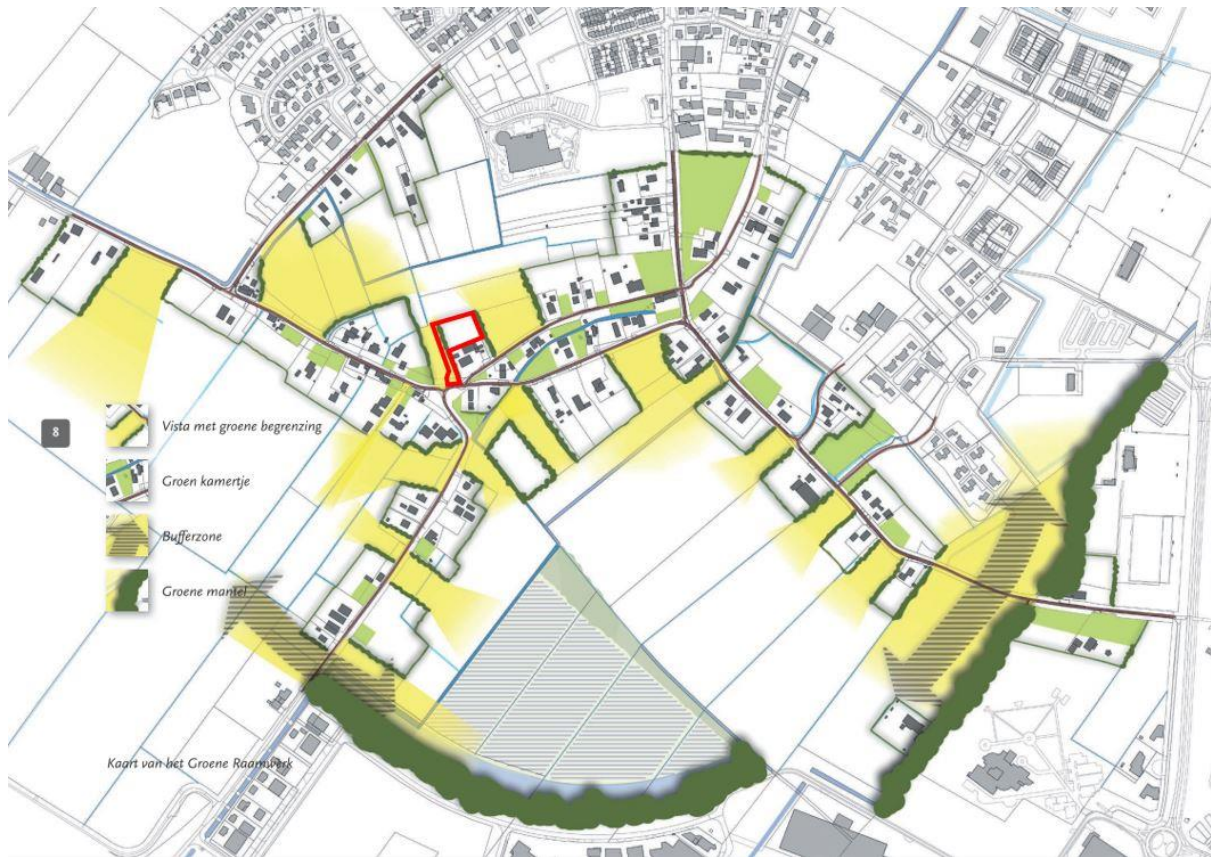 8
Vista met groene begrenzing
Groen kamertje
Bufferzone
Groene mantel
Kaart van het Groene Raamwerk